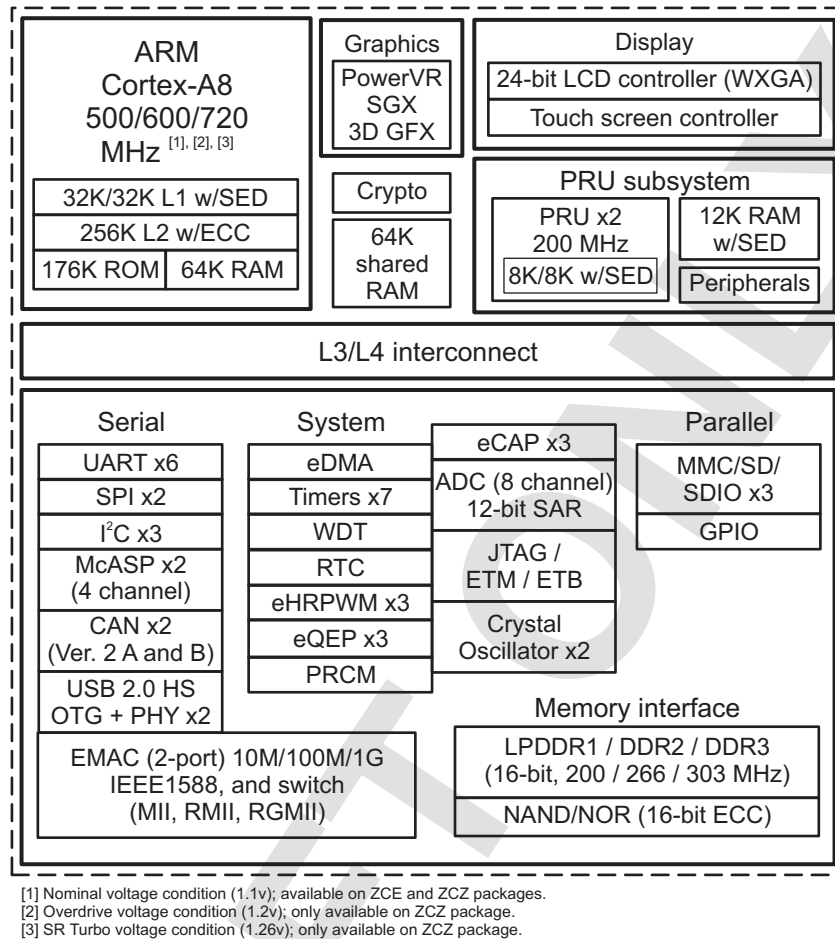 ARM
Cortex-A8
500/600/720
MHz [1], [2], [3]
32K/32K L1 w/SED
256K L2 w/ECC
176K ROM
64K RAM
Graphics
PowerVR
SGX
3D GFX
Crypto
64K
shared
RAM
Display
24-bit LCD controller (WXGA)
Touch screen controller
PRU subsystem
PRU x2
200 MHz
8K/8K w/SED
12K RAM
w/SED
Peripherals
L3/L4 interconnect
Serial
UART x6
SPI x2
I²C x3
McASP x2
(4 channel)
CAN x2
(Ver. 2 A and B)
USB 2.0 HS
OTG + PHY x2
EMAC (2-port) 10M/100M/1G
IEEE1588, and switch
(MII, RMII, RGMII)
System
eDMA
Timers x7
WDT
RTC
eHRPWM x3
eQEP x3
PRCM
eCAP x3
ADC (8 channel)
12-bit SAR
JTAG /
ETM / ETB
Crystal
Oscillator x2
Parallel
MMC/SD/
SDIO x3
GPIO
Memory interface
LPDDR1 / DDR2 / DDR3
(16-bit, 200 / 266 / 303 MHz)
NAND/NOR (16-bit ECC)
[1] Nominal voltage condition (1.1v); available on ZCE and ZCZ packages.
[2] Overdrive voltage condition (1.2v); only available on ZCZ package.
[3] SR Turbo voltage condition (1.26v); only available on ZCZ package.